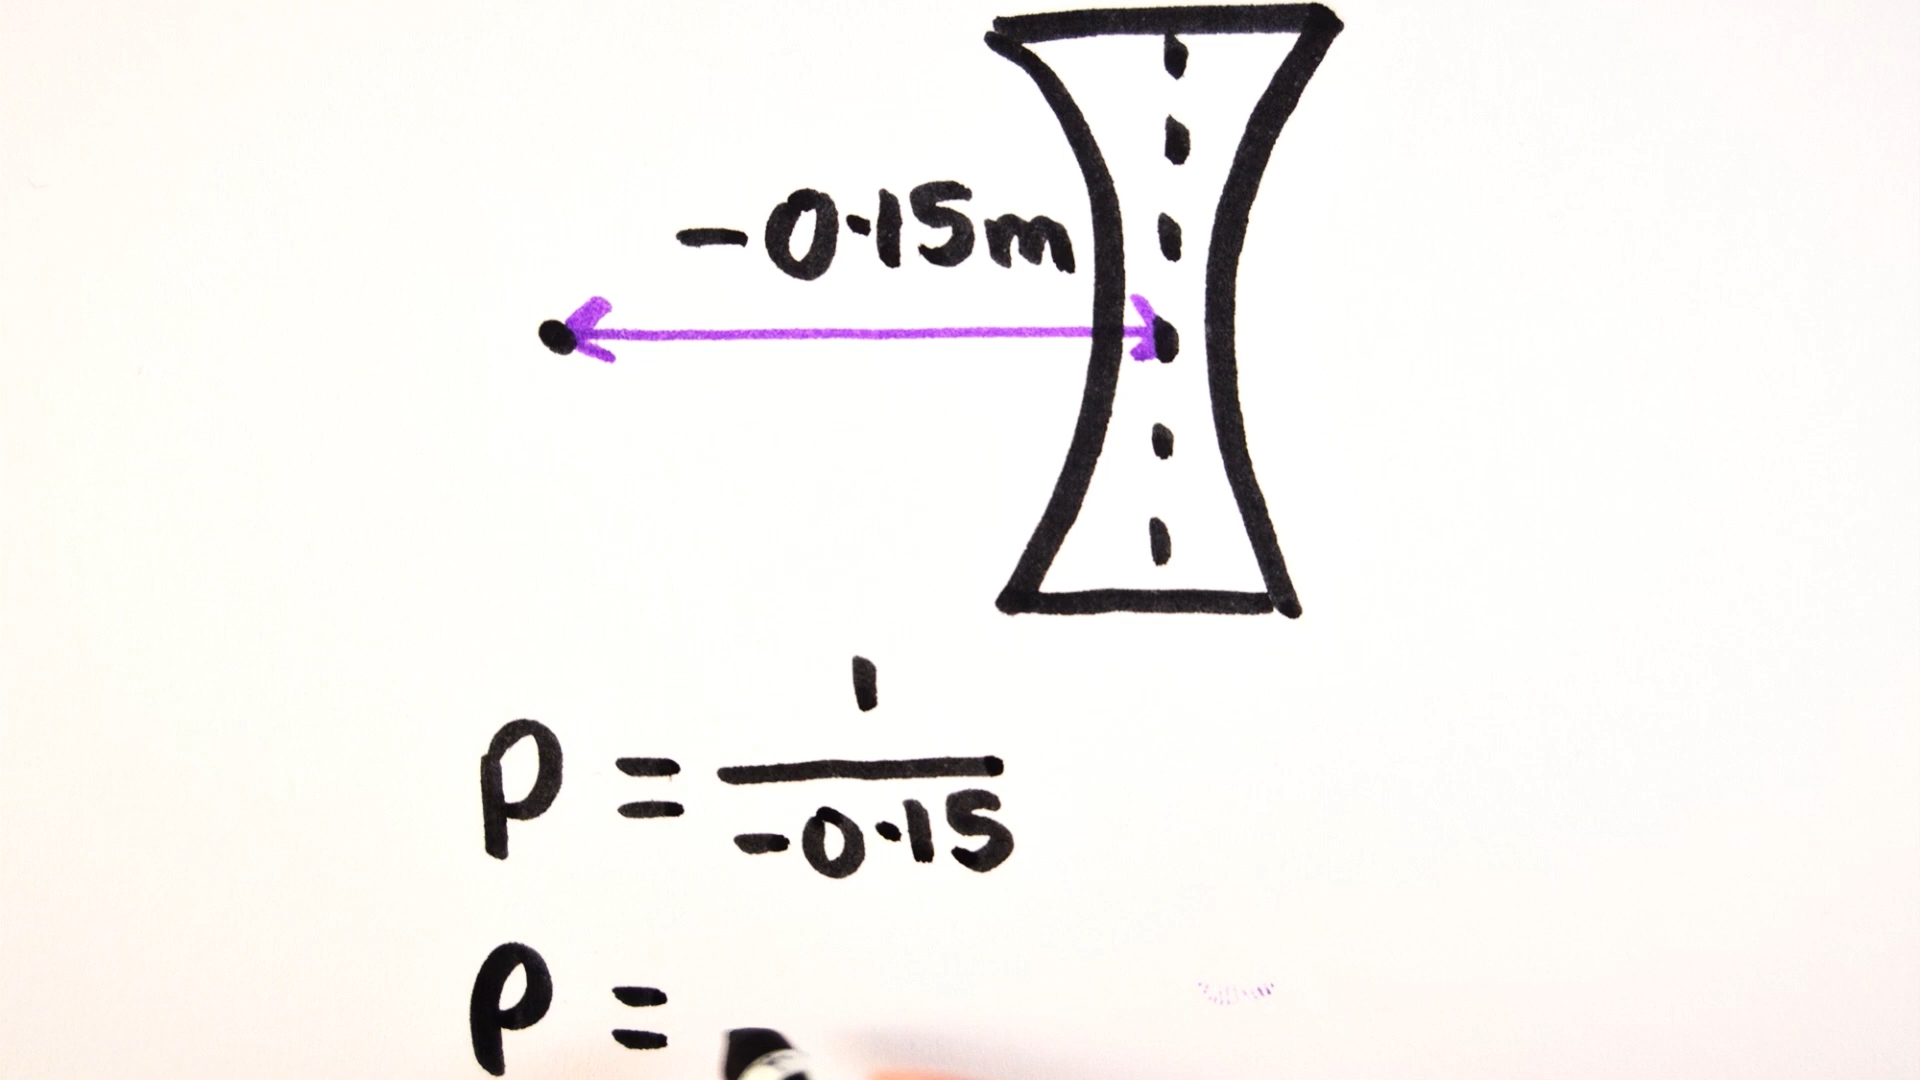 -0·15m
P = 1
-0·15
P =